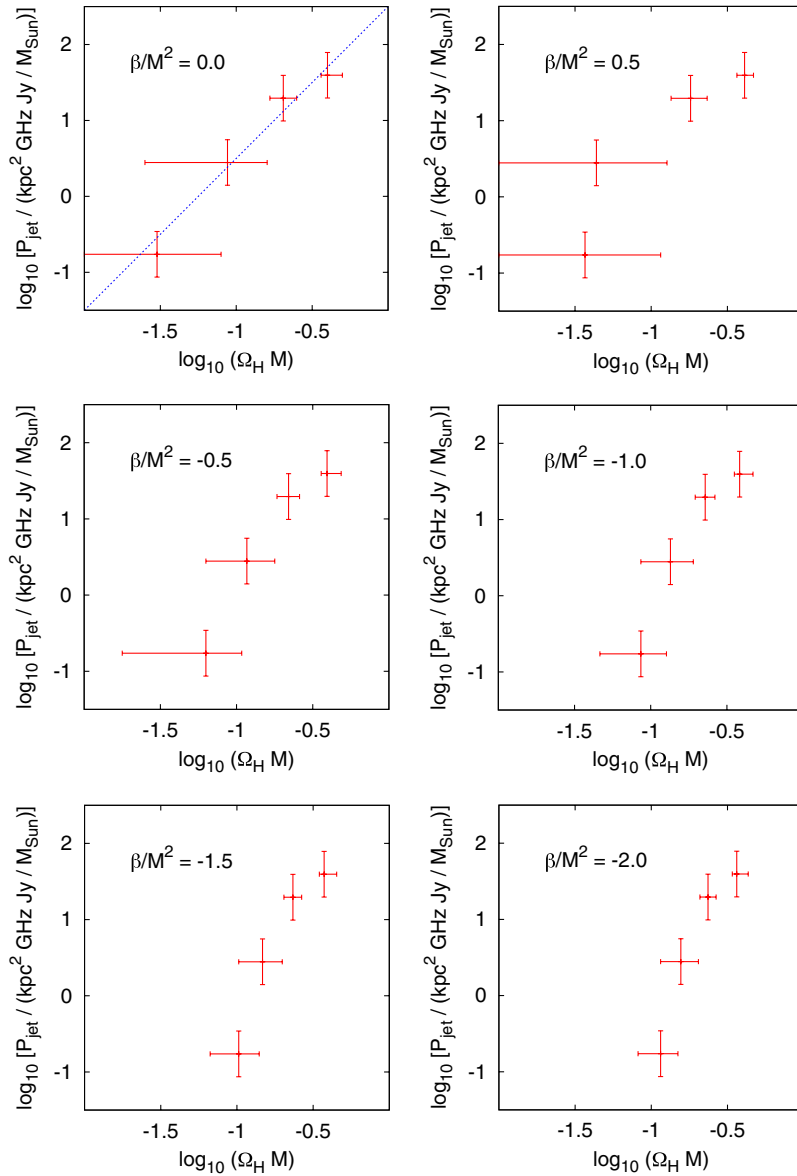 β/M² = 0.0
log₁₀ [P_jet / (kpc² GHz Jy / M_Sun)]
2
1
0
-1
-1.5 -1 -0.5
log₁₀ (Ω_H M)
β/M² = 0.5
log₁₀ [P_jet / (kpc² GHz Jy / M_Sun)]
2
1
0
-1
-1.5 -1 -0.5
log₁₀ (Ω_H M)
β/M² = -0.5
log₁₀ [P_jet / (kpc² GHz Jy / M_Sun)]
2
1
0
-1
-1.5 -1 -0.5
log₁₀ (Ω_H M)
β/M² = -1.0
log₁₀ [P_jet / (kpc² GHz Jy / M_Sun)]
2
1
0
-1
-1.5 -1 -0.5
log₁₀ (Ω_H M)
β/M² = -1.5
log₁₀ [P_jet / (kpc² GHz Jy / M_Sun)]
2
1
0
-1
-1.5 -1 -0.5
log₁₀ (Ω_H M)
β/M² = -2.0
log₁₀ [P_jet / (kpc² GHz Jy / M_Sun)]
2
1
0
-1
-1.5 -1 -0.5
log₁₀ (Ω_H M)